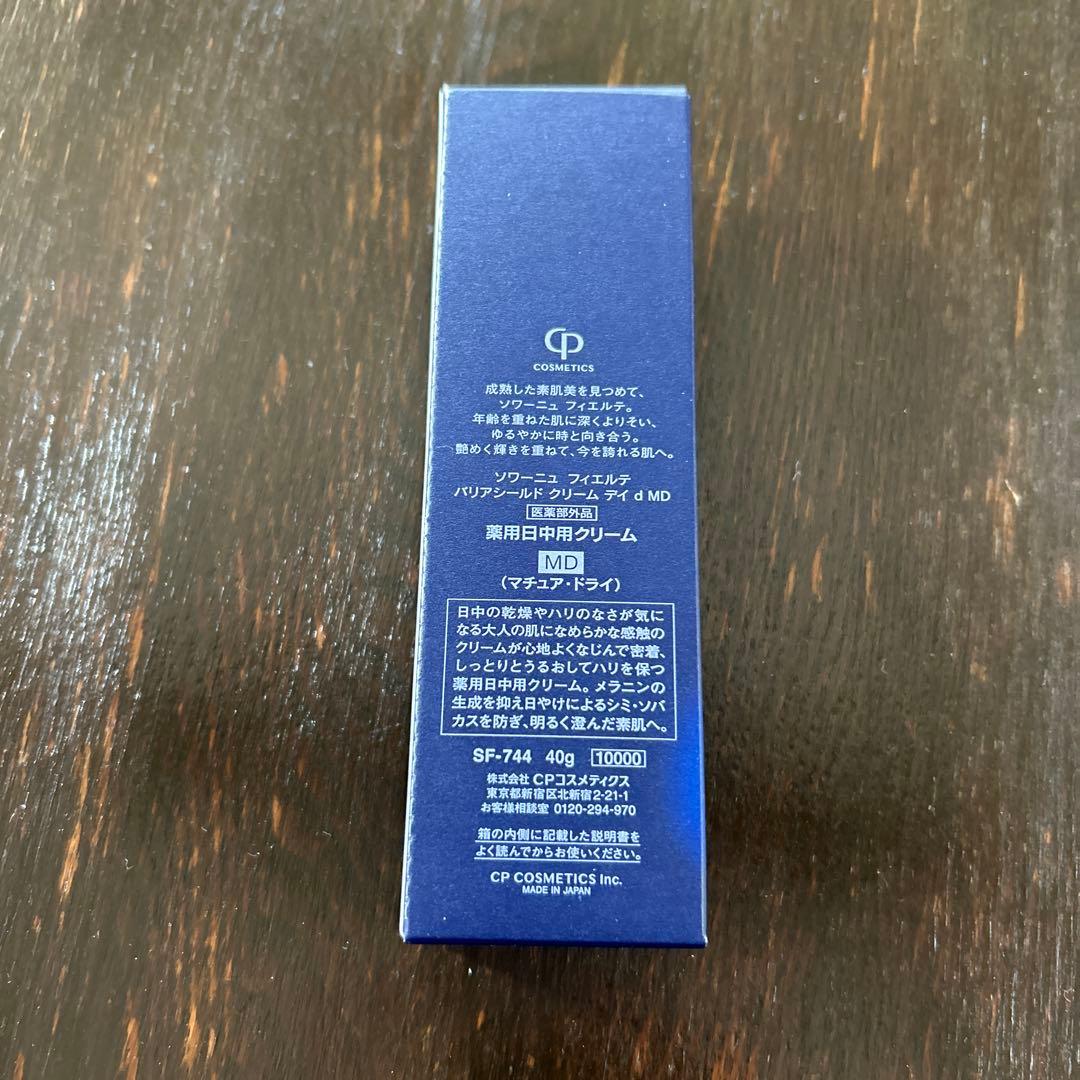 CP
COSMETICS
成熟した素肌美を見つめて、
ソワーニュ フィエルテ。
年齢を重ねた肌に深くよりそい、
ゆるやかに時と向き合う。
艶めく輝きを重ねて、今を誇れる肌へ。
ソワーニュ フィエルテ
バリアシールド クリーム デイ d MD
医薬部外品
薬用日中用クリーム
MD
(マチュア・ドライ)
日中の乾燥やハリのなさが気に
なる大人の肌になめらかな感触の
クリームが心地よくなじんで密着、
しっとりとうるおしてハリを保つ
薬用日中用クリーム。メラニンの
生成を抑え日やけによるシミ・ソバ
カスを防ぎ、明るく澄んだ素肌へ。
SF-744 40g 10000
株式会社 CPコスメティクス
東京都新宿区北新宿2-21-1
お客様相談室 0120-294-970
箱の内側に記載した説明書を
よく読んでからお使いください。
CP COSMETICS Inc.
MADE IN JAPAN